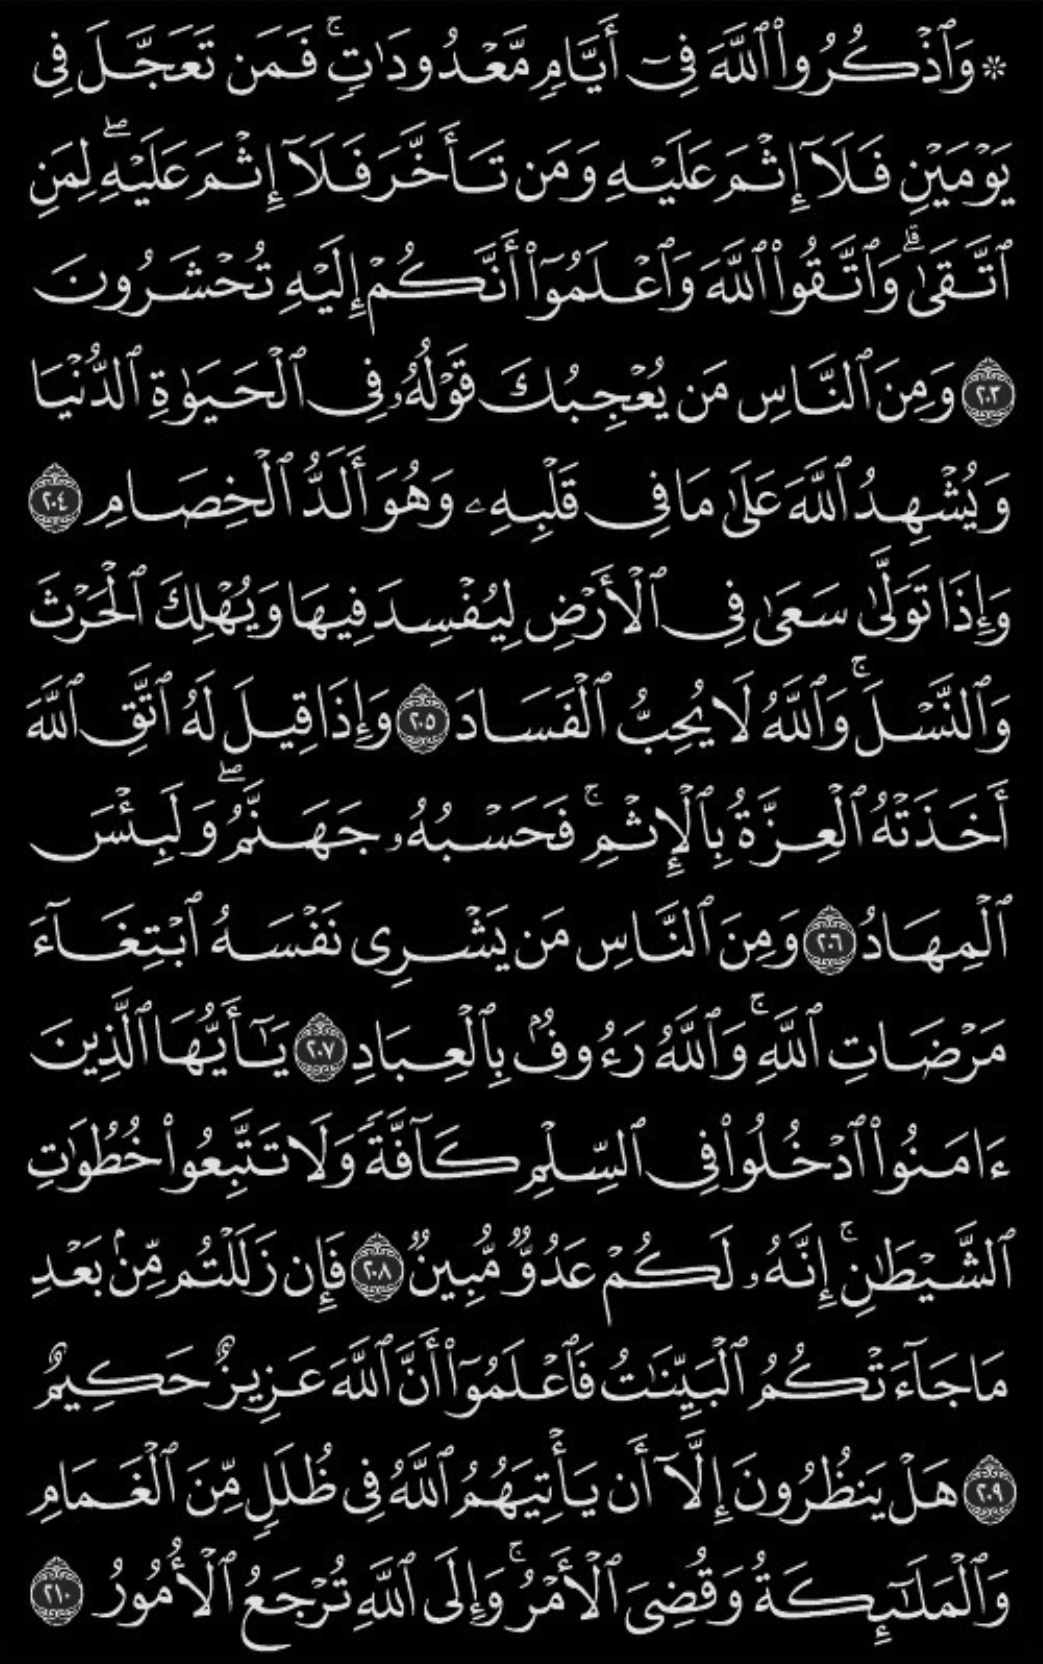 ۞ وَٱذۡكُرُواْ ٱللَّهَ فِيٓ أَيَّامٖ مَّعۡدُودَٰتٖۚ فَمَن تَعَجَّلَ فِي
يَوۡمَيۡنِ فَلَآ إِثۡمَ عَلَيۡهِ وَمَن تَأَخَّرَ فَلَآ إِثۡمَ عَلَيۡهِۖ لِمَنِ
ٱتَّقَىٰۗ وَٱتَّقُواْ ٱللَّهَ وَٱعۡلَمُوٓاْ أَنَّكُمۡ إِلَيۡهِ تُحۡشَرُونَ
٢٠٣ وَمِنَ ٱلنَّاسِ مَن يُعۡجِبُكَ قَوۡلُهُۥ فِي ٱلۡحَيَوٰةِ ٱلدُّنۡيَا
وَيُشۡهِدُ ٱللَّهَ عَلَىٰ مَا فِي قَلۡبِهِۦ وَهُوَ أَلَدُّ ٱلۡخِصَامِ ٢٠٤
وَإِذَا تَوَلَّىٰ سَعَىٰ فِي ٱلۡأَرۡضِ لِيُفۡسِدَ فِيهَا وَيُهۡلِكَ ٱلۡحَرۡثَ
وَٱلنَّسۡلَۚ وَٱللَّهُ لَا يُحِبُّ ٱلۡفَسَادَ ٢٠٥ وَإِذَا قِيلَ لَهُ ٱتَّقِ ٱللَّهَ
أَخَذَتۡهُ ٱلۡعِزَّةُ بِٱلۡإِثۡمِۚ فَحَسۡبُهُۥ جَهَنَّمُۖ وَلَبِئۡسَ
ٱلۡمِهَادُ ٢٠٦ وَمِنَ ٱلنَّاسِ مَن يَشۡرِي نَفۡسَهُ ٱبۡتِغَآءَ
مَرۡضَاتِ ٱللَّهِۚ وَٱللَّهُ رَءُوفُۢ بِٱلۡعِبَادِ ٢٠٧ يَٰٓأَيُّهَا ٱلَّذِينَ
ءَامَنُواْ ٱدۡخُلُواْ فِي ٱلسِّلۡمِ كَآفَّةٗ وَلَا تَتَّبِعُواْ خُطُوَٰتِ
ٱلشَّيۡطَٰنِۚ إِنَّهُۥ لَكُمۡ عَدُوّٞ مُّبِينٞ ٢٠٨ فَإِن زَلَلۡتُم مِّنۢ بَعۡدِ
مَا جَآءَتۡكُمُ ٱلۡبَيِّنَٰتُ فَٱعۡلَمُوٓاْ أَنَّ ٱللَّهَ عَزِيزٌ حَكِيمٌ
٢٠٩ هَلۡ يَنظُرُونَ إِلَّآ أَن يَأۡتِيَهُمُ ٱللَّهُ فِي ظُلَلٖ مِّنَ ٱلۡغَمَامِ
وَٱلۡمَلَٰٓئِكَةُ وَقُضِيَ ٱلۡأَمۡرُۚ وَإِلَى ٱللَّهِ تُرۡجَعُ ٱلۡأُمُورُ ٢١٠